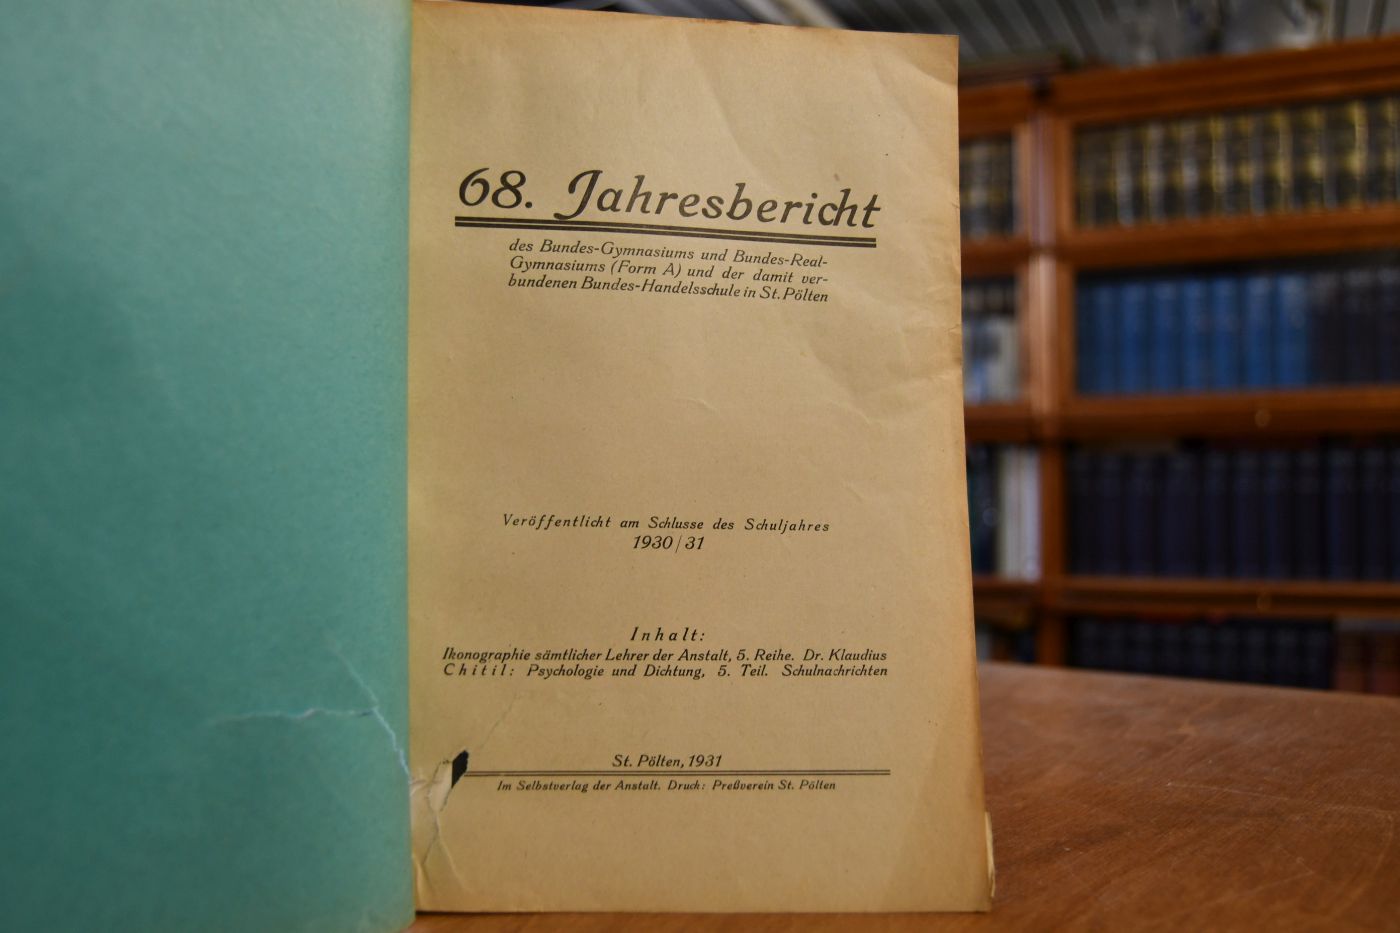 68. Jahresbericht
des Bundes-Gymnasiums und Bundes-Real-
Gymnasiums (Form A) und der damit ver-
bundenen Bundes-Handelsschule in St. Pölten
Veröffentlicht am Schlusse des Schuljahres
1930/31
Inhalt:
Ikonographie sämtlicher Lehrer der Anstalt, 5. Reihe. Dr. Klaudius
Chitil: Psychologie und Dichtung, 5. Teil. Schulnachrichten
St. Pölten, 1931
Im Selbstverlag der Anstalt. Druck: Preßverein St. Pölten